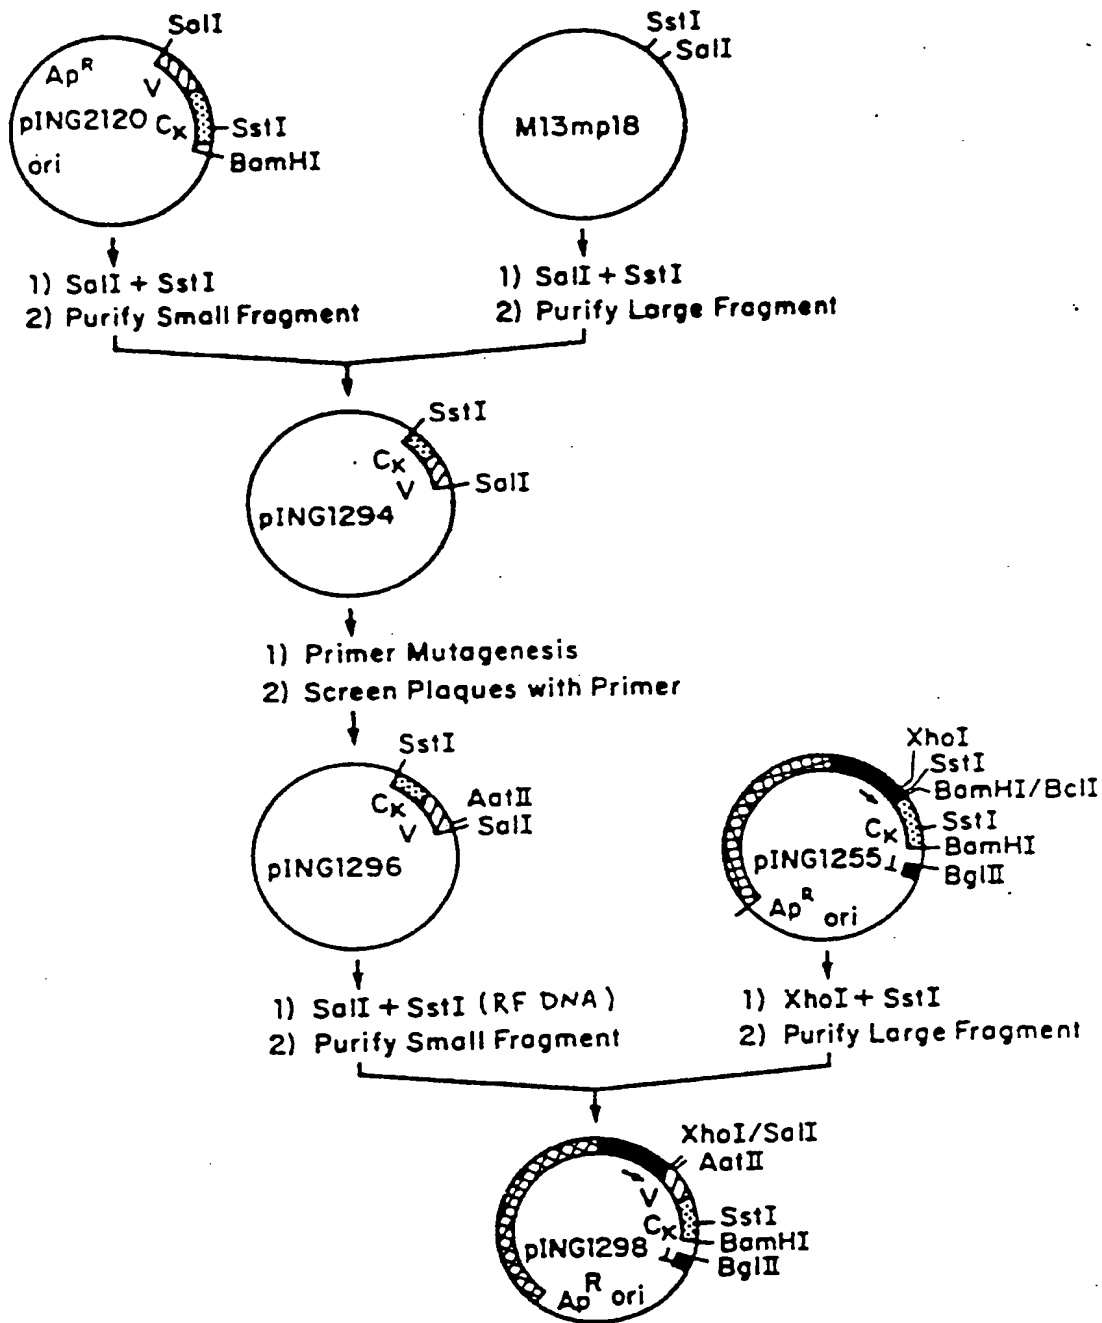 SalI
Ap^R
V
pING2120
Cκ
SstI
ori
BamHI
SstI
SalI
M13mp18
1) SalI + SstI
2) Purify Small Fragment
1) SalI + SstI
2) Purify Large Fragment
SstI
Cκ
V
SalI
pING1294
1) Primer Mutagenesis
2) Screen Plaques with Primer
SstI
Cκ
V
AatII
SalI
pING1296
XhoI
SstI
BamHI/BclI
Cκ
SstI
pING1255
BamHI
BglII
Ap^R
ori
1) SalI + SstI (RF DNA)
2) Purify Small Fragment
1) XhoI + SstI
2) Purify Large Fragment
XhoI/SalI
AatII
V
Cκ
SstI
pING1298
BamHI
BglII
Ap^R ori